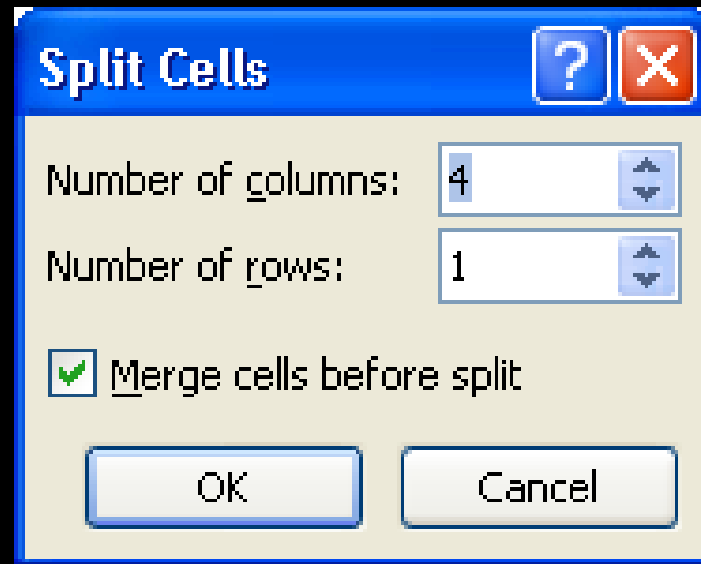 Split Cells
Number of columns: 4
Number of rows: 1
Merge cells before split
OK Cancel